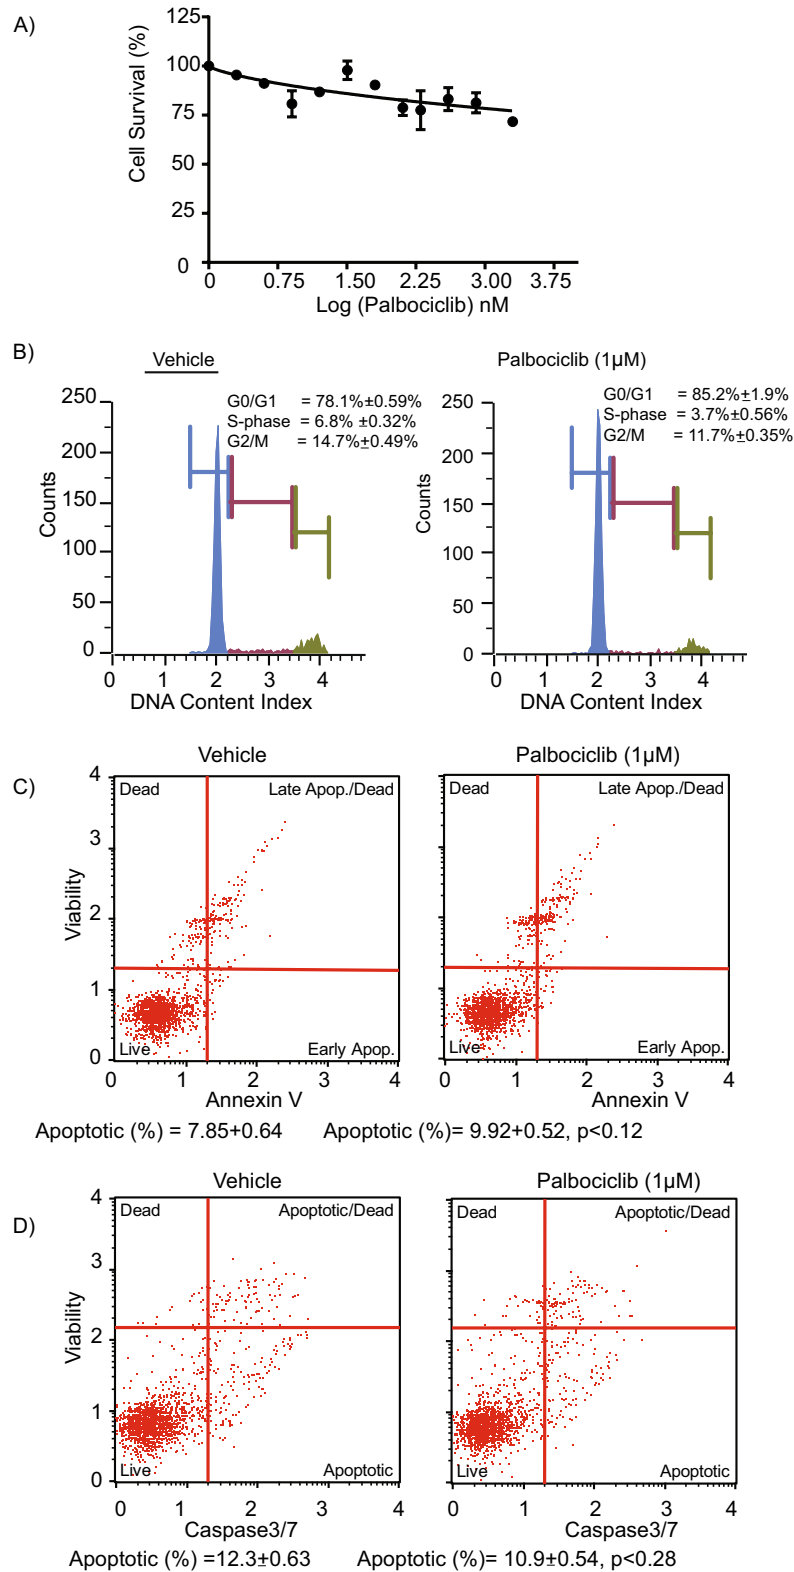 A)
Cell Survival (%)
125
100
75
50
25
0
0 0.75 1.50 2.25 3.00 3.75
Log (Palbociclib) nM
B)
Vehicle
G0/G1 = 78.1%±0.59%
S-phase = 6.8% ±0.32%
G2/M = 14.7%±0.49%
Counts
250
200
150
100
50
0
0 1 2 3 4
DNA Content Index
Palbociclib (1µM)
G0/G1 = 85.2%±1.9%
S-phase = 3.7%±0.56%
G2/M = 11.7%±0.35%
Counts
250
200
150
100
50
0
0 1 2 3 4
DNA Content Index
C)
Vehicle
Dead Late Apop./Dead
Viability
4
3
2
1
0
Live Early Apop.
0 1 2 3 4
Annexin V
Apoptotic (%) = 7.85+0.64
Palbociclib (1µM)
Dead Late Apop./Dead
Live Early Apop.
0 1 2 3 4
Annexin V
Apoptotic (%)= 9.92+0.52, p<0.12
D)
Vehicle
Dead Apoptotic/Dead
Viability
4
3
2
1
0
Live Apoptotic
0 1 2 3 4
Caspase3/7
Apoptotic (%) =12.3±0.63
Palbociclib (1µM)
Dead Apoptotic/Dead
Live Apoptotic
0 1 2 3 4
Caspase3/7
Apoptotic (%)= 10.9±0.54, p<0.28